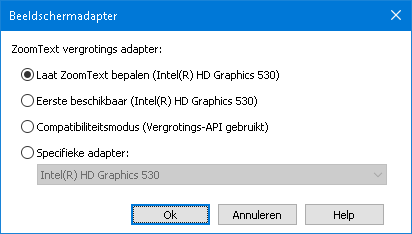 Beeldschermadapter
ZoomText vergrotings adapter:
Laat ZoomText bepalen (Intel(R) HD Graphics 530)
Eerste beschikbaar (Intel(R) HD Graphics 530)
Compatibiliteitsmodus (Vergrotings-API gebruikt)
Specifieke adapter:
Intel(R) HD Graphics 530
Ok Annuleren Help